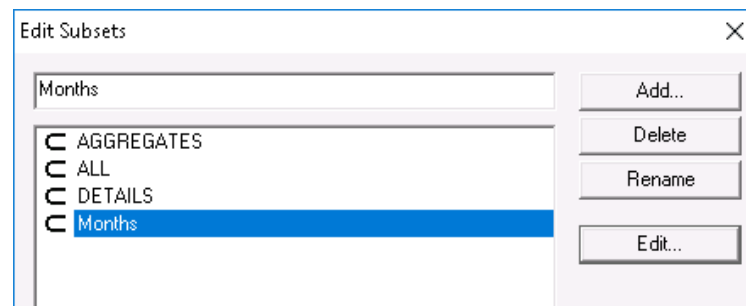 Edit Subsets
Months
Add...
AGGREGATES
Delete
ALL
Rename
DETAILS
Months
Edit...